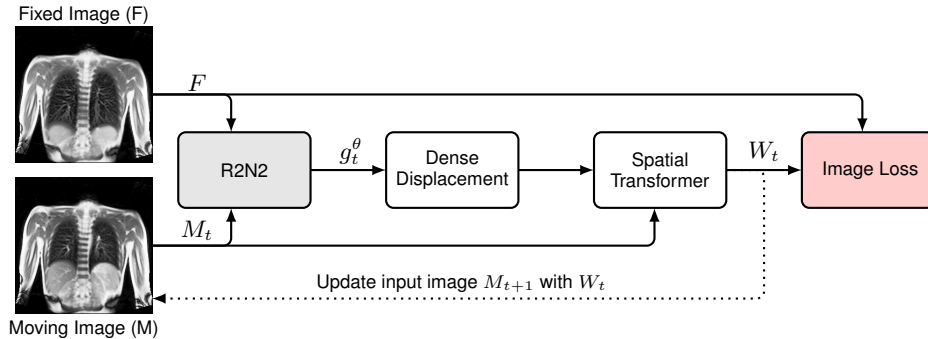 Fixed Image (F)
F
R2N2
g_t^θ
Dense
Displacement
Spatial
Transformer
W_t
Image Loss
M_t
Update input image M_{t+1} with W_t
Moving Image (M)